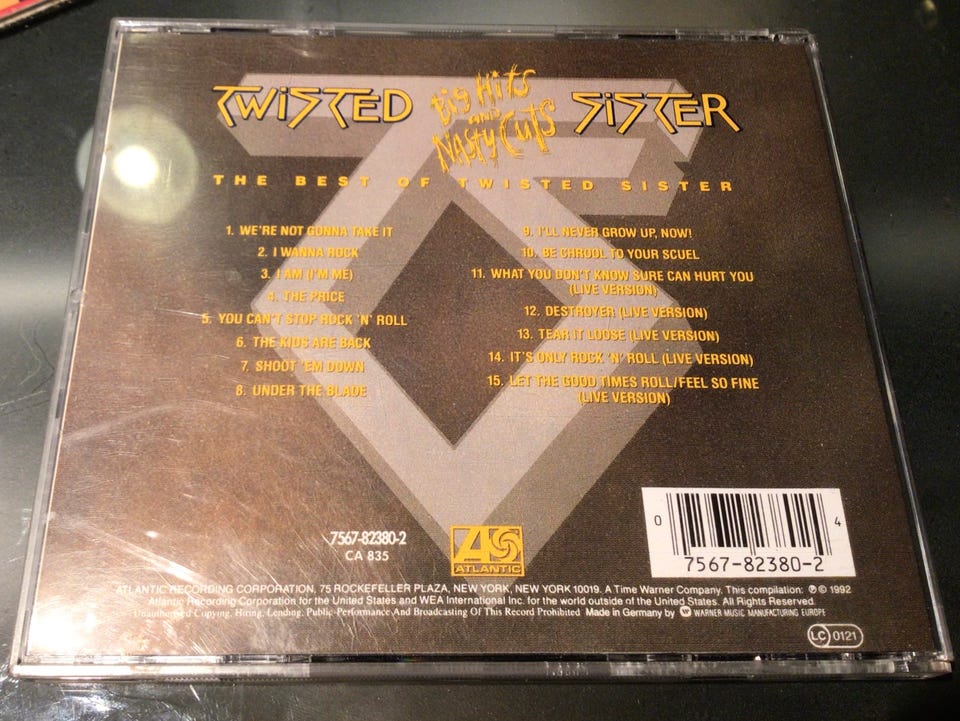 TWISTED Big Hits and Nasty Cuts SISTER
THE BEST OF TWISTED SISTER
1. WE'RE NOT GONNA TAKE IT
2. I WANNA ROCK
3. I AM (I'M ME)
4. THE PRICE
5. YOU CAN'T STOP ROCK 'N' ROLL
6. THE KIDS ARE BACK
7. SHOOT 'EM DOWN
8. UNDER THE BLADE
9. I'LL NEVER GROW UP, NOW!
10. BE CHROOL TO YOUR SCUEL
11. WHAT YOU DON'T KNOW SURE CAN HURT YOU
(LIVE VERSION)
12. DESTROYER (LIVE VERSION)
13. TEAR IT LOOSE (LIVE VERSION)
14. IT'S ONLY ROCK 'N' ROLL (LIVE VERSION)
15. LET THE GOOD TIMES ROLL/FEEL SO FINE
(LIVE VERSION)
7567-82380-2
CA 835
ATLANTIC
0 4
7567-82380-2
ATLANTIC RECORDING CORPORATION, 75 ROCKEFELLER PLAZA, NEW YORK, NEW YORK 10019. A Time Warner Company. This compilation: ℗ © 1992
Atlantic Recording Corporation for the United States and WEA International Inc. for the world outside of the United States. All Rights Reserved.
Unauthorised Copying, Hiring, Lending, Public Performance And Broadcasting Of This Record Prohibited Made in Germany by WARNER MUSIC MANUFACTURING EUROPE
LC 0121